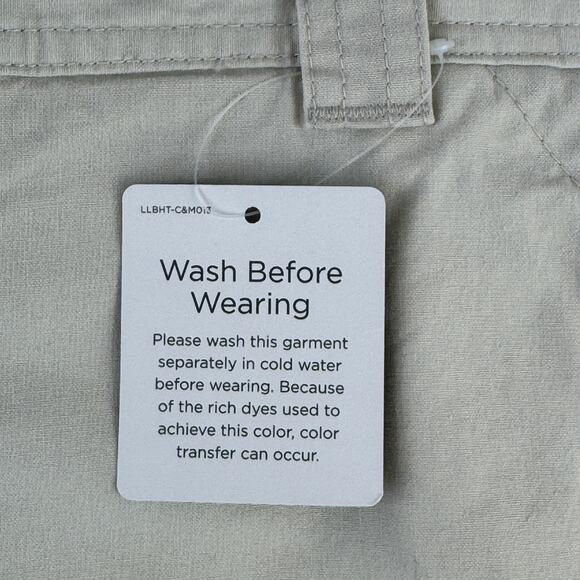 LLBHT-C&M013
Wash Before
Wearing
Please wash this garment
separately in cold water
before wearing. Because
of the rich dyes used to
achieve this color, color
transfer can occur.